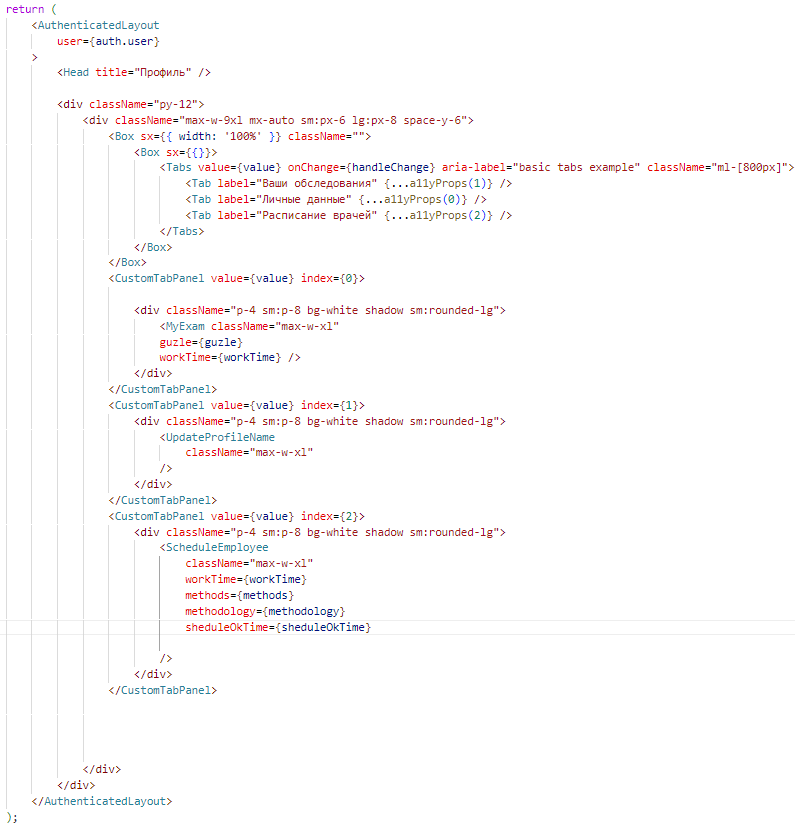 return (
<AuthenticatedLayout
user={auth.user}
>
<Head title="Профиль" />
<div className="py-12">
<div className="max-w-9xl mx-auto sm:px-6 lg:px-8 space-y-6">
<Box sx={{ width: '100%' }} className="">
<Box sx={{}}>
<Tabs value={value} onChange={handleChange} aria-label="basic tabs example" className="ml-[800px]">
<Tab label="Ваши обследования" {...a11yProps(1)} />
<Tab label="Личные данные" {...a11yProps(0)} />
<Tab label="Расписание врачей" {...a11yProps(2)} />
</Tabs>
</Box>
</Box>
<CustomTabPanel value={value} index={0}>
<div className="p-4 sm:p-8 bg-white shadow sm:rounded-lg">
<MyExam className="max-w-xl"
guzle={guzle}
workTime={workTime} />
</div>
</CustomTabPanel>
<CustomTabPanel value={value} index={1}>
<div className="p-4 sm:p-8 bg-white shadow sm:rounded-lg">
<UpdateProfileName
className="max-w-xl"
/>
</div>
</CustomTabPanel>
<CustomTabPanel value={value} index={2}>
<div className="p-4 sm:p-8 bg-white shadow sm:rounded-lg">
<ScheduleEmployee
className="max-w-xl"
workTime={workTime}
methods={methods}
methodology={methodology}
sheduleOkTime={sheduleOkTime}
/>
</div>
</CustomTabPanel>
</div>
</div>
</AuthenticatedLayout>
);